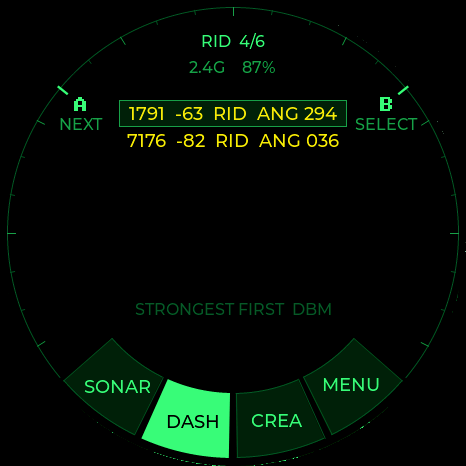 RID 4/6
2.4G 87%
A B
NEXT SELECT
1791 -63 RID ANG 294
7176 -82 RID ANG 036
STRONGEST FIRST DBM
SONAR DASH CREA MENU